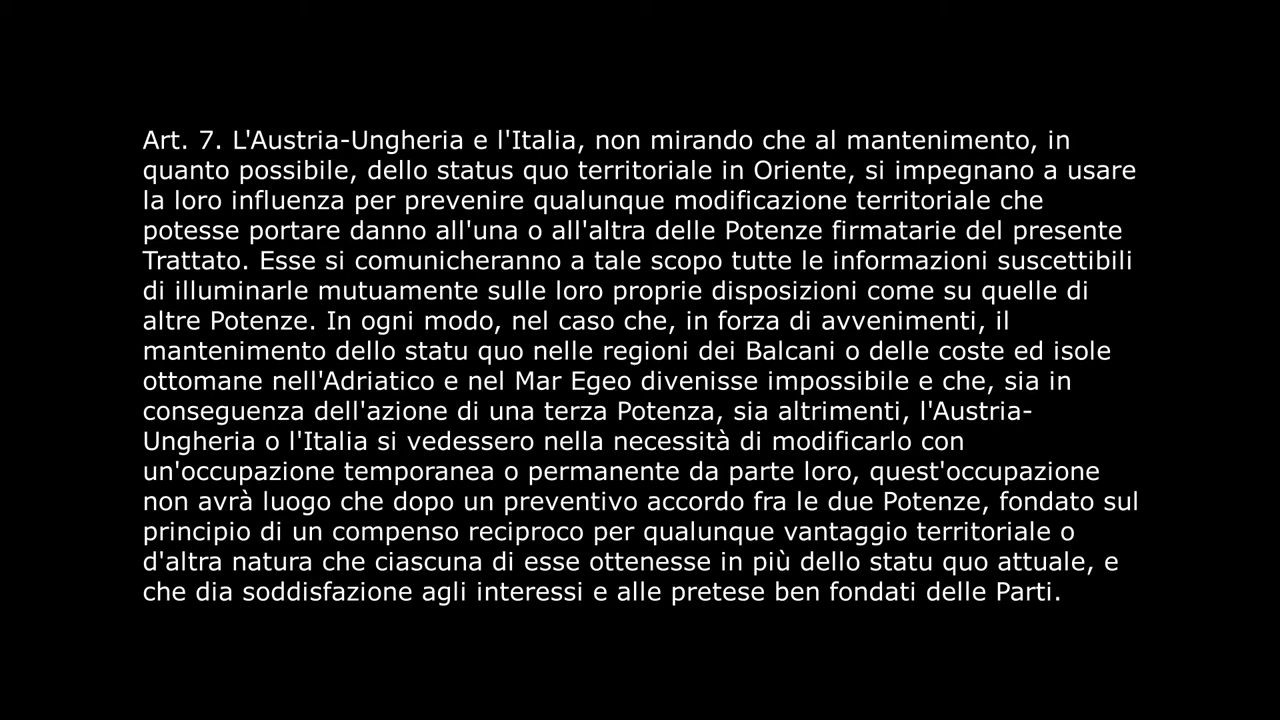 Art. 7. L'Austria-Ungheria e l'Italia, non mirando che al mantenimento, in
quanto possibile, dello status quo territoriale in Oriente, si impegnano a usare
la loro influenza per prevenire qualunque modificazione territoriale che
potesse portare danno all'una o all'altra delle Potenze firmatarie del presente
Trattato. Esse si comunicheranno a tale scopo tutte le informazioni suscettibili
di illuminarle mutuamente sulle loro proprie disposizioni come su quelle di
altre Potenze. In ogni modo, nel caso che, in forza di avvenimenti, il
mantenimento dello statu quo nelle regioni dei Balcani o delle coste ed isole
ottomane nell'Adriatico e nel Mar Egeo divenisse impossibile e che, sia in
conseguenza dell'azione di una terza Potenza, sia altrimenti, l'Austria-
Ungheria o l'Italia si vedessero nella necessità di modificarlo con
un'occupazione temporanea o permanente da parte loro, quest'occupazione
non avrà luogo che dopo un preventivo accordo fra le due Potenze, fondato sul
principio di un compenso reciproco per qualunque vantaggio territoriale o
d'altra natura che ciascuna di esse ottenesse in più dello statu quo attuale, e
che dia soddisfazione agli interessi e alle pretese ben fondati delle Parti.